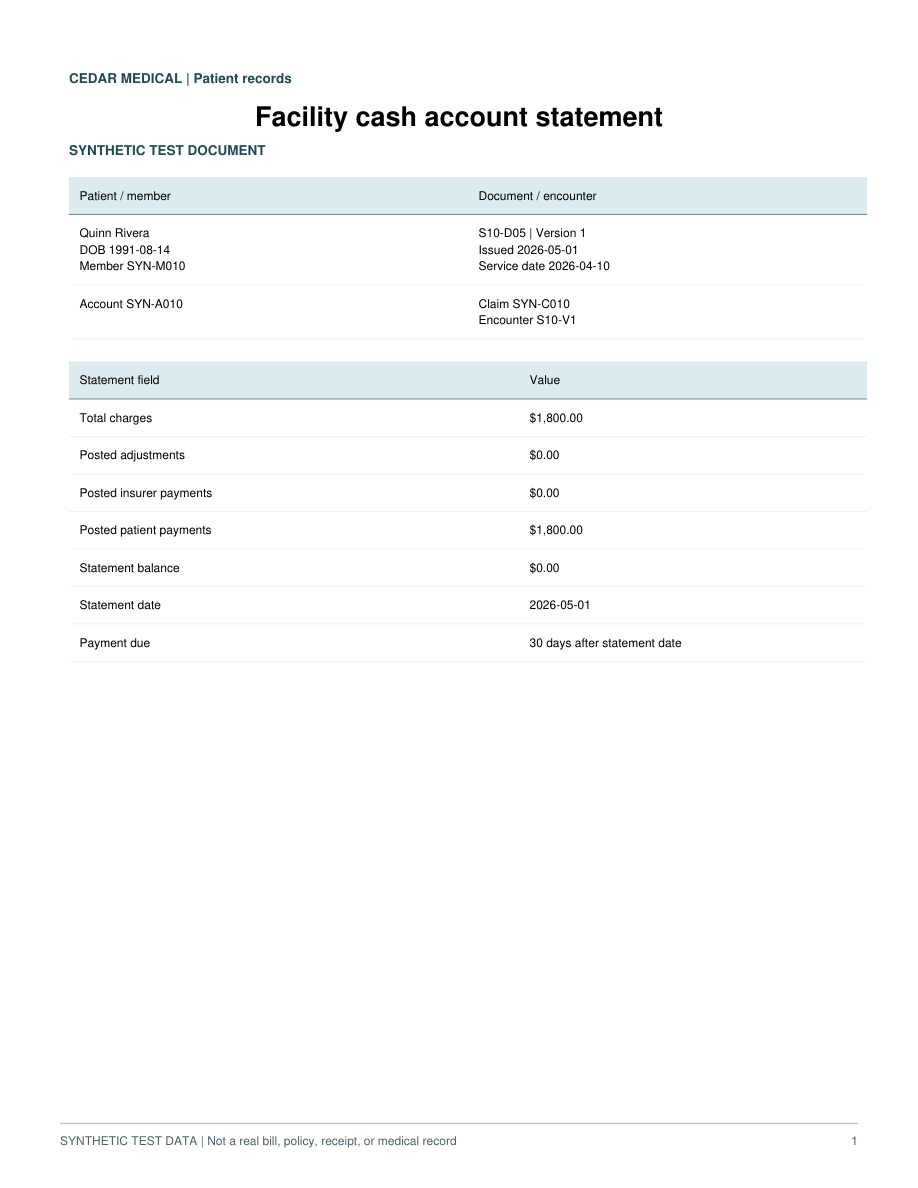 CEDAR MEDICAL | Patient records
Facility cash account statement
SYNTHETIC TEST DOCUMENT
Patient / member Document / encounter
Quinn Rivera S10-D05 | Version 1
DOB 1991-08-14 Issued 2026-05-01
Member SYN-M010 Service date 2026-04-10
Account SYN-A010 Claim SYN-C010
Encounter S10-V1
Statement field Value
Total charges $1,800.00
Posted adjustments $0.00
Posted insurer payments $0.00
Posted patient payments $1,800.00
Statement balance $0.00
Statement date 2026-05-01
Payment due 30 days after statement date
SYNTHETIC TEST DATA | Not a real bill, policy, receipt, or medical record 1